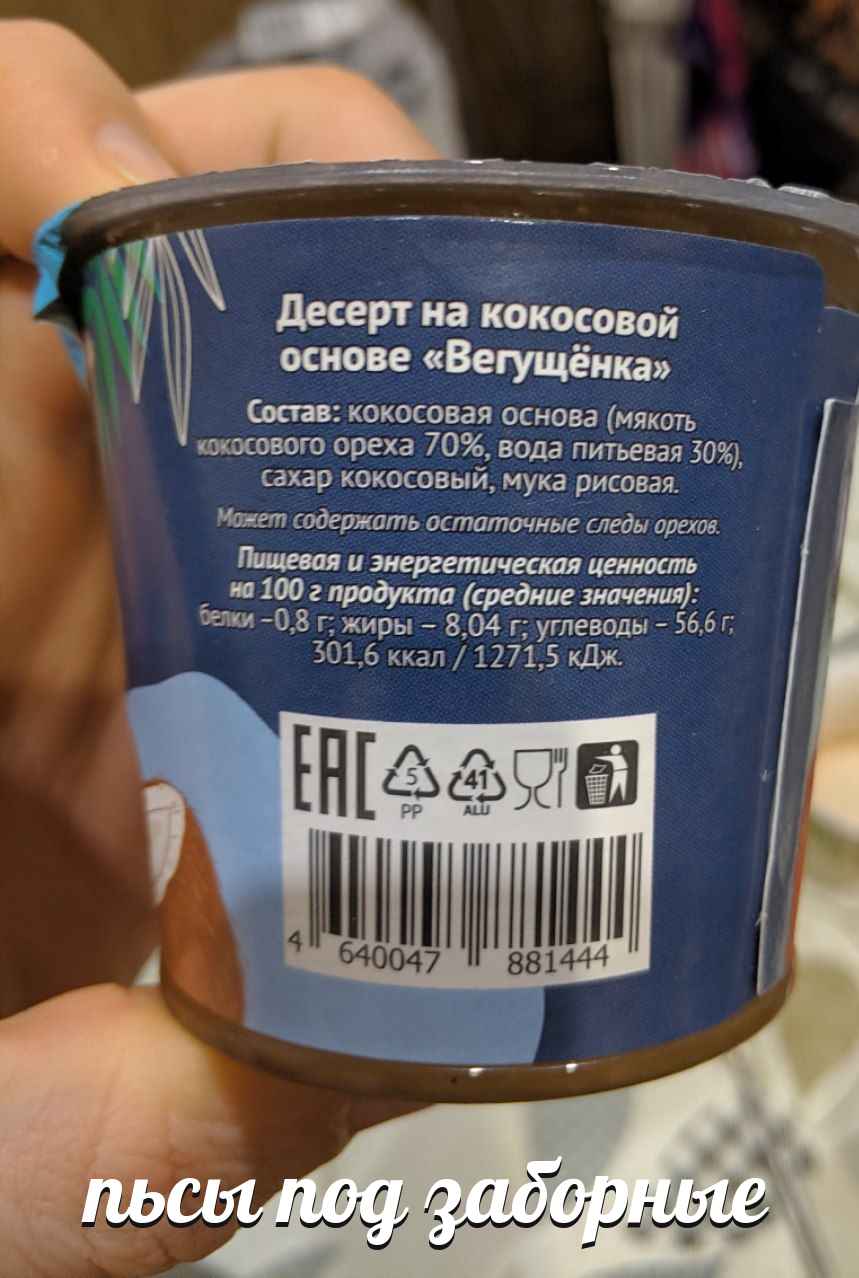 Десерт на кокосовой
основе «Вегущёнка»
Состав: кокосовая основа (мякоть
кокосового ореха 70%, вода питьевая 30%),
сахар кокосовый, мука рисовая.
Может содержать остаточные следы орехов.
Пищевая и энергетическая ценность
на 100 г продукта (средние значения):
белки –0,8 г; жиры – 8,04 г; углеводы – 56,6 г;
301,6 ккал / 1271,5 кДж.
EAC 5 41
PP ALU
4 640047 881444
пьсы под заборные